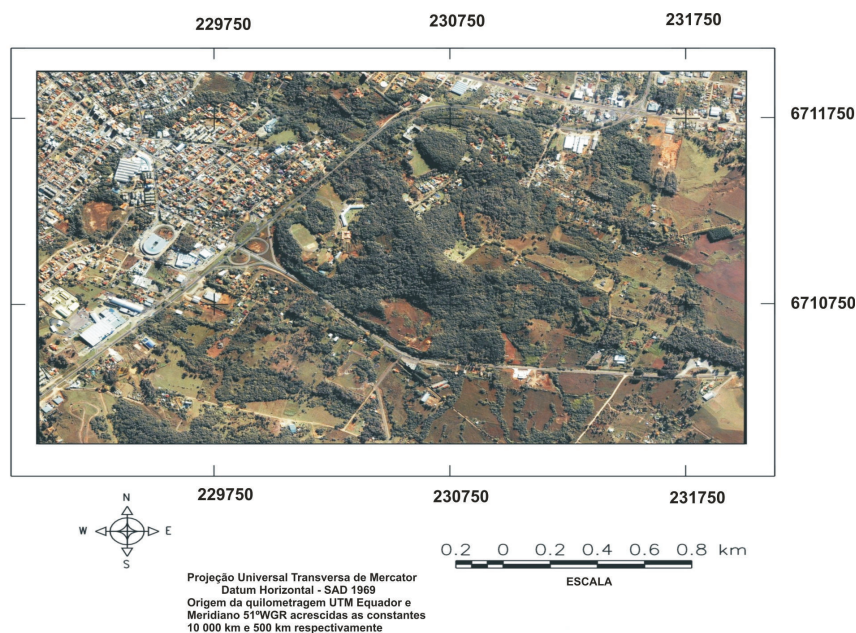 229750 230750 231750
6711750
6710750
229750 230750 231750
N
W E
S
0.2 0 0.2 0.4 0.6 0.8 km
ESCALA
Projeção Universal Transversa de Mercator
Datum Horizontal - SAD 1969
Origem da quilometragem UTM Equador e
Meridiano 51ºWGR acrescidas as constantes
10 000 km e 500 km respectivamente